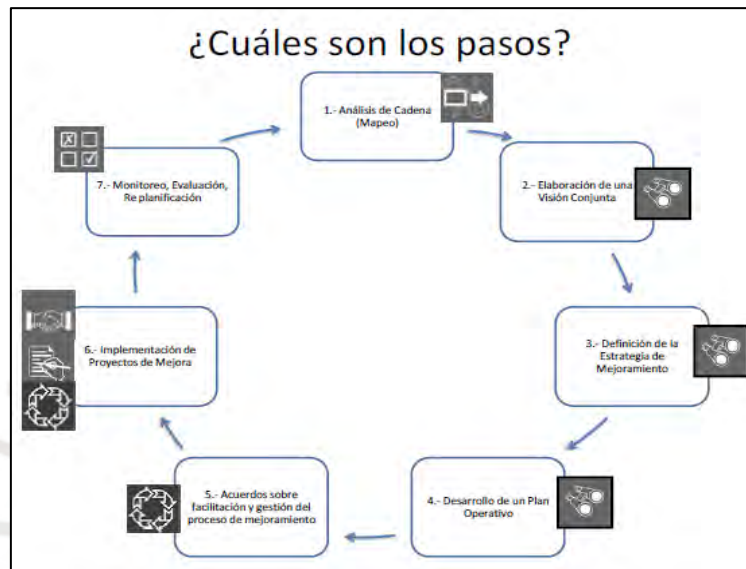 ¿Cuáles son los pasos?
1.- Análisis de Cadena
(Mapeo)
2.- Elaboración de una
Visión Conjunta
3.- Definición de la
Estrategia de
Mejoramiento
4.- Desarrollo de un Plan
Operativo
5.- Acuerdos sobre
facilitación y gestión del
proceso de mejoramiento
6.- Implementación de
Proyectos de Mejora
7.- Monitoreo, Evaluación,
Re planificación